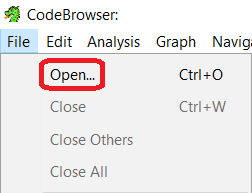 CodeBrowser:
File Edit Analysis Graph Naviga
Open... Ctrl+O
Close Ctrl+W
Close Others
Close All